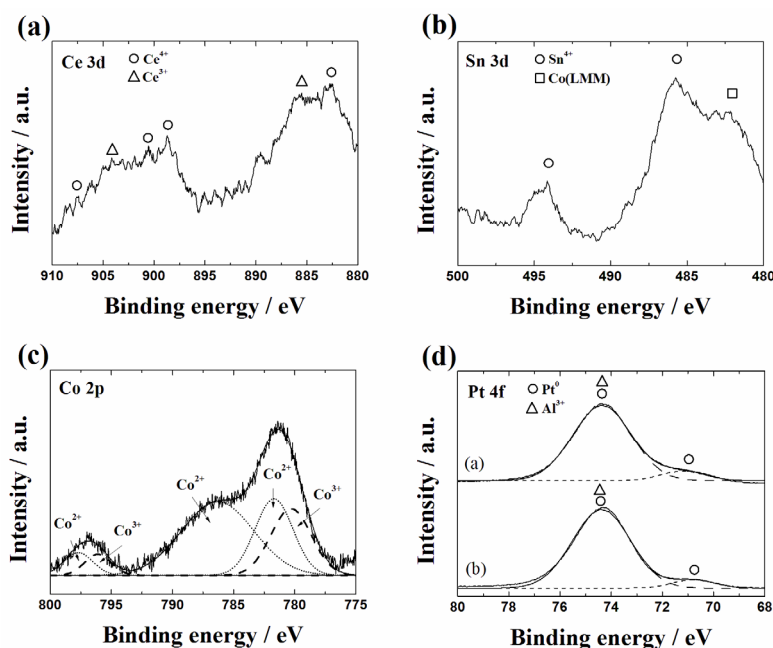 (a)
Ce 3d
○ Ce⁴⁺
△ Ce³⁺
Intensity / a.u.
910 905 900 895 890 885 880
Binding energy / eV
(b)
Sn 3d
○ Sn⁴⁺
□ Co(LMM)
Intensity / a.u.
500 495 490 485 480
Binding energy / eV
(c)
Co 2p
Co²⁺
Co³⁺
Co²⁺
Co²⁺
Co³⁺
Intensity / a.u.
800 795 790 785 780 775
Binding energy / eV
(d)
Pt 4f
○ Pt⁰
△ Al³⁺
(a)
(b)
Intensity / a.u.
80 78 76 74 72 70 68
Binding energy / eV